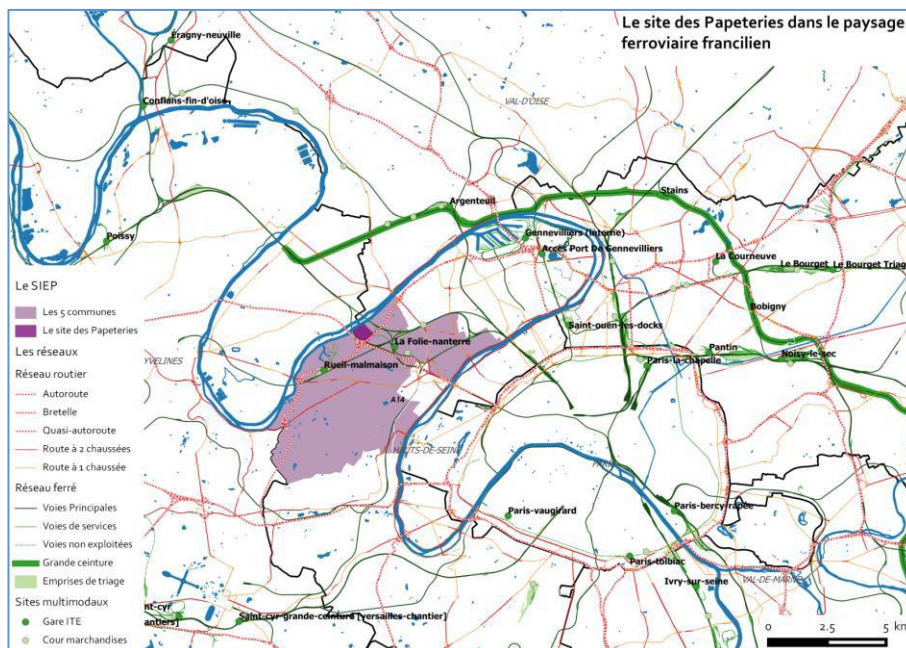 Le site des Papeteries dans le paysage
ferroviaire francilien
Eragny-neuville
Conflans-fin-d'oise
VAL-D'OISE
Argenteuil
Stains
Poissy
Gennevilliers (interne)
Accès Port De Gennevilliers
La Courneuve
Le Bourget
Le Bourget Triag
Bobigny
Saint-ouen-les-docks
La Folie-nanterre
Pantin
Noisy-le-sec
Paris-la-chapelle
Rueil-malmaison
YVELINES
A14
HAUTS-DE-SEINE
PARIS
Paris-vaugirard
Paris-bercy-rapée
Paris-tolbiac
Ivry-sur-seine
VAL-DE-MARNE
nt-cyr
antiers]
Saint-cyr-grande-ceinture [versailles-chantier]
Le SIEP
Les 5 communes
Le site des Papeteries
Les réseaux
Réseau routier
Autoroute
Bretelle
Quasi-autoroute
Route à 2 chaussées
Route à 1 chaussée
Réseau ferré
Voies Principales
Voies de services
Voies non exploitées
Grande ceinture
Emprises de triage
Sites multimodaux
Gare ITE
Cour marchandises
0 2.5 5 km